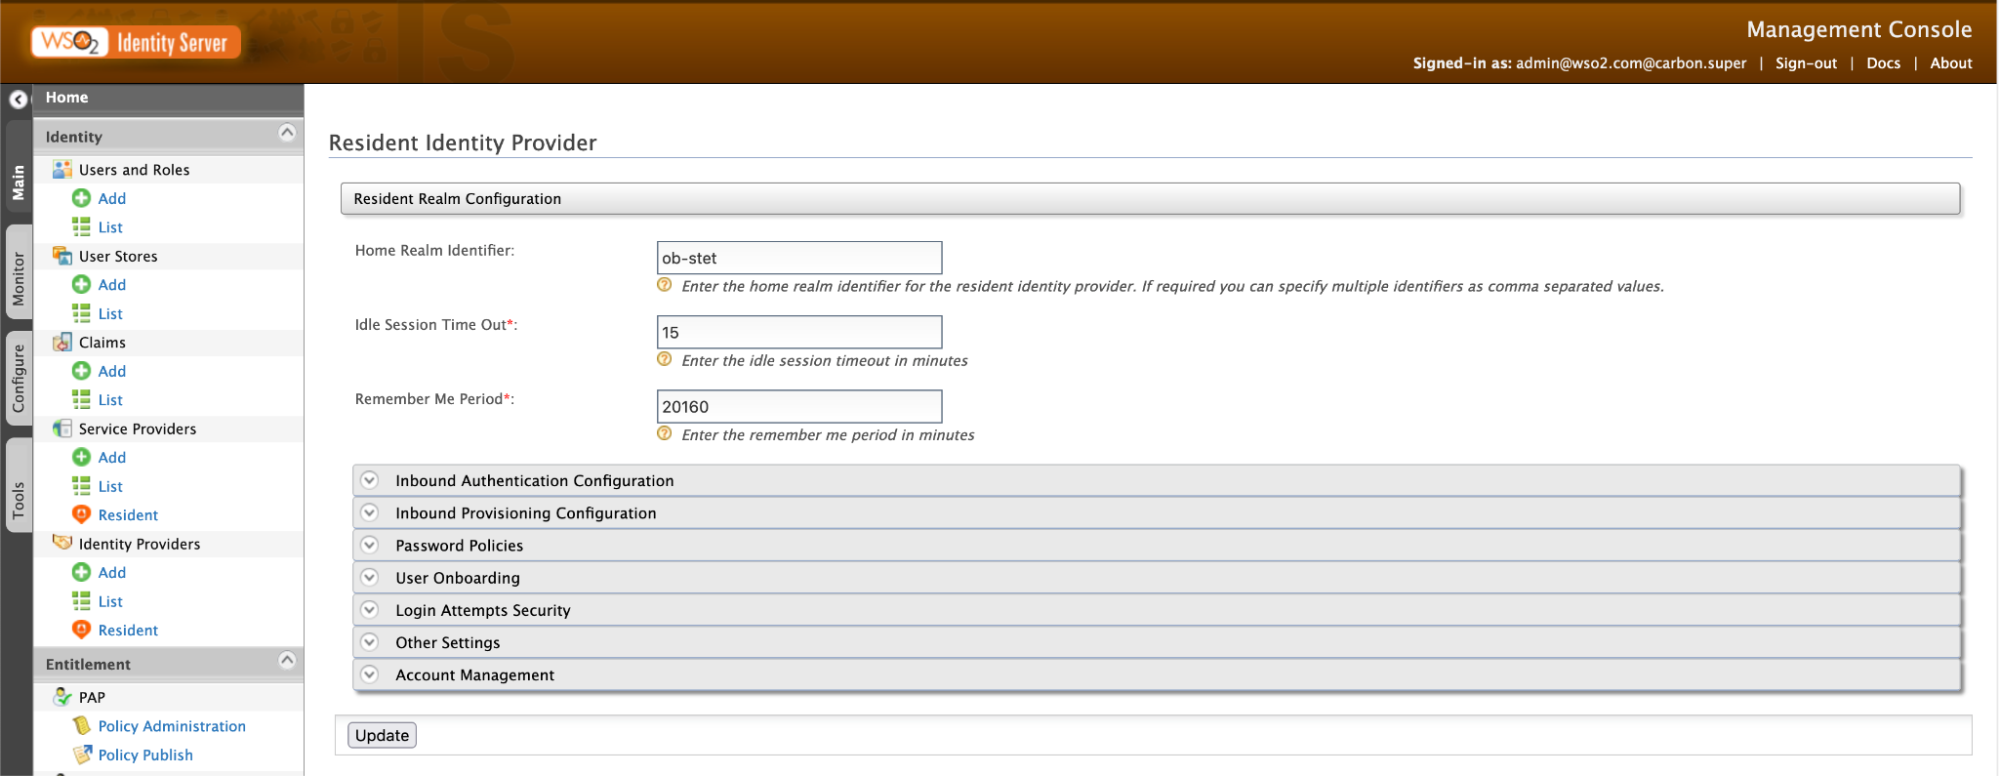 WSO2 Identity Server
Management Console
Signed-in as: admin@wso2.com@carbon.super | Sign-out | Docs | About
Main
Monitor
Configure
Tools
Home
Identity
Users and Roles
Add
List
User Stores
Add
List
Claims
Add
List
Service Providers
Add
List
Resident
Identity Providers
Add
List
Resident
Entitlement
PAP
Policy Administration
Policy Publish
Resident Identity Provider
Resident Realm Configuration
Home Realm Identifier: ob-stet
Enter the home realm identifier for the resident identity provider. If required you can specify multiple identifiers as comma separated values.
Idle Session Time Out*: 15
Enter the idle session timeout in minutes
Remember Me Period*: 20160
Enter the remember me period in minutes
Inbound Authentication Configuration
Inbound Provisioning Configuration
Password Policies
User Onboarding
Login Attempts Security
Other Settings
Account Management
Update